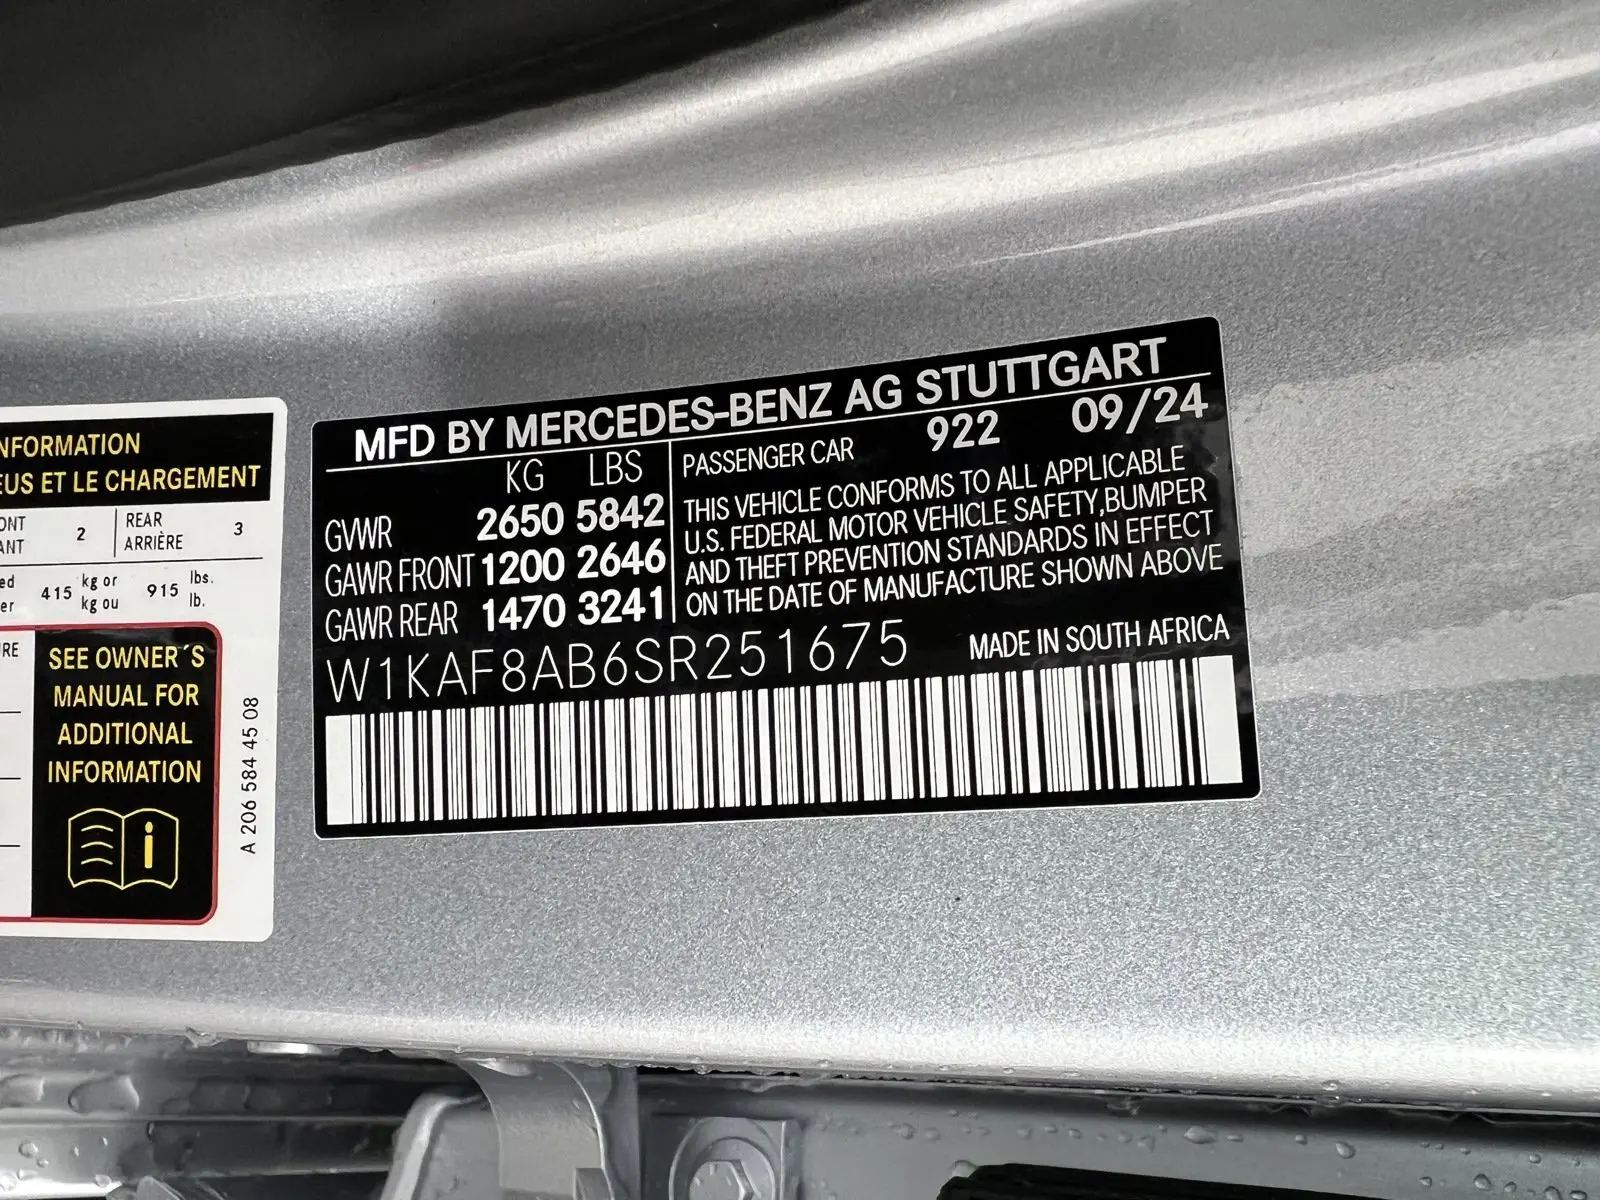 NFORMATION
EUS ET LE CHARGEMENT
ONT
ANT
2
REAR
ARRIÈRE
3
ed
er
415
kg or
kg ou
915
lbs.
lb.
RE
SEE OWNER´S
MANUAL FOR
ADDITIONAL
INFORMATION
i
A 206 584 45 08
MFD BY MERCEDES-BENZ AG STUTTGART
KG LBS
GVWR 2650 5842
GAWR FRONT 1200 2646
GAWR REAR 1470 3241
PASSENGER CAR 922 09/24
THIS VEHICLE CONFORMS TO ALL APPLICABLE
U.S. FEDERAL MOTOR VEHICLE SAFETY,BUMPER
AND THEFT PREVENTION STANDARDS IN EFFECT
ON THE DATE OF MANUFACTURE SHOWN ABOVE
W1KAF8AB6SR251675
MADE IN SOUTH AFRICA